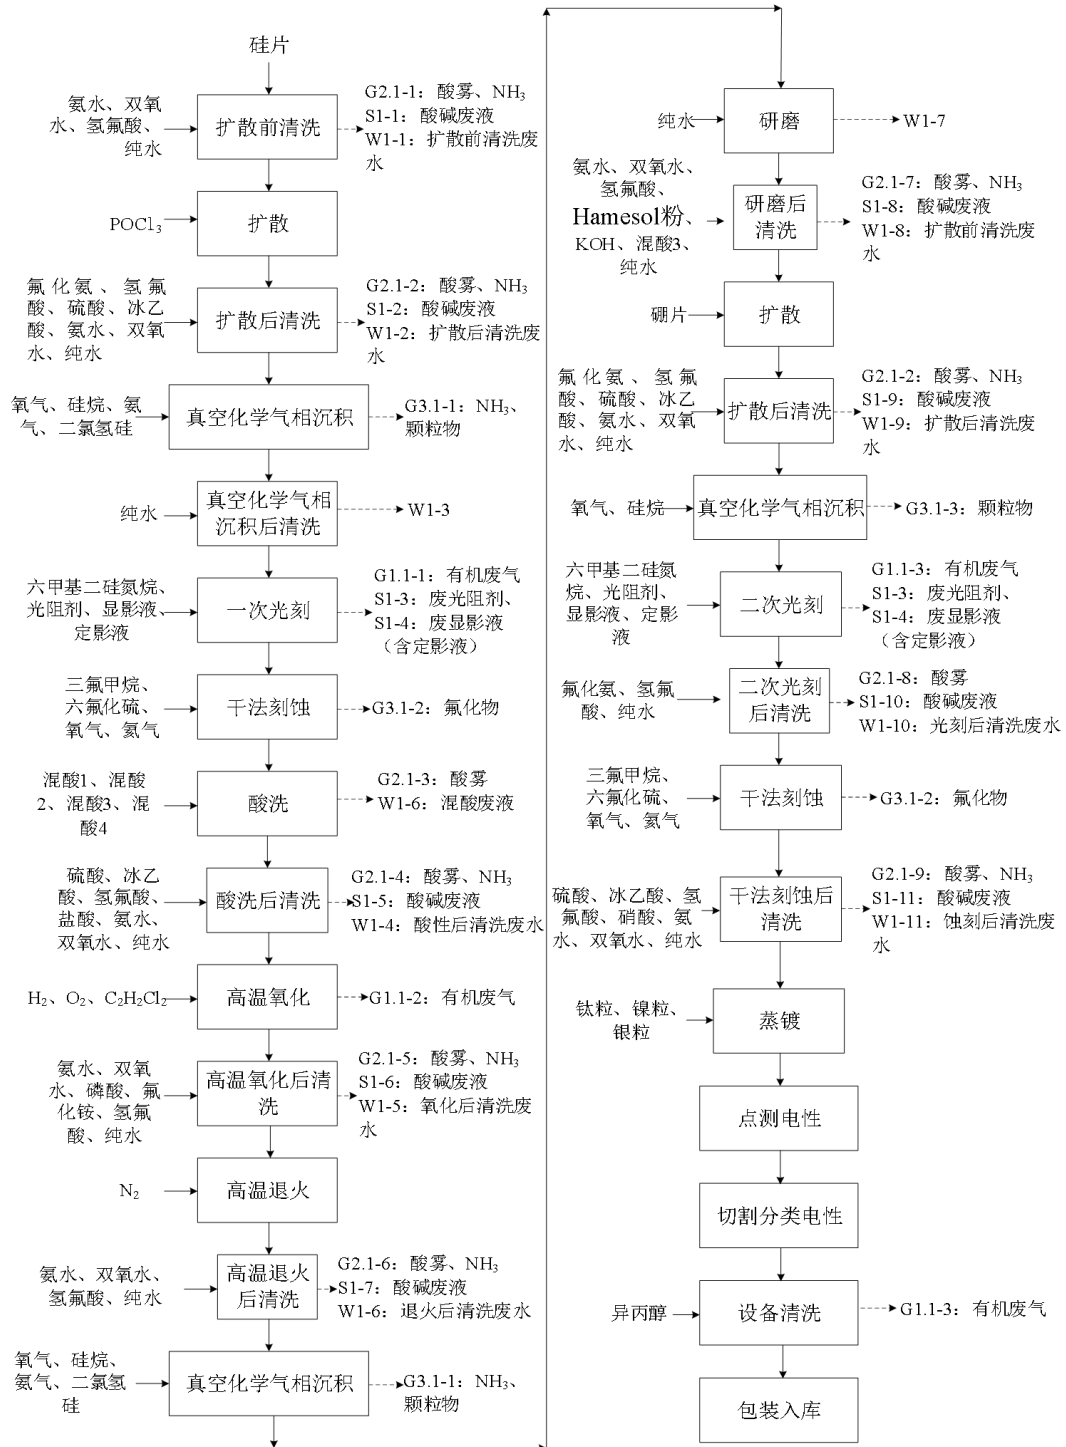 硅片
氨水、双氧
水、氢氟酸、
纯水
扩散前清洗
G2.1-1：酸雾、NH₃
S1-1：酸碱废液
W1-1：扩散前清洗废
水
POCl₃
扩散
氟化氨、氢氟
酸、硫酸、冰乙
酸、氨水、双氧
水、纯水
扩散后清洗
G2.1-2：酸雾、NH₃
S1-2：酸碱废液
W1-2：扩散后清洗废
水
氧气、硅烷、氨
气、二氯氢硅
真空化学气相沉积
G3.1-1：NH₃、
颗粒物
纯水
真空化学气相
沉积后清洗
W1-3
六甲基二硅氮烷、
光阻剂、显影液、
定影液
一次光刻
G1.1-1：有机废气
S1-3：废光阻剂、
S1-4：废显影液
（含定影液）
三氟甲烷、
六氟化硫、
氧气、氦气
干法刻蚀
G3.1-2：氟化物
混酸1、混酸
2、混酸3、混
酸4
酸洗
G2.1-3：酸雾
W1-6：混酸废液
硫酸、冰乙
酸、氢氟酸、
盐酸、氨水、
双氧水、纯水
酸洗后清洗
G2.1-4：酸雾、NH₃
S1-5：酸碱废液
W1-4：酸性后清洗废水
H₂、O₂、C₂H₂Cl₂
高温氧化
G1.1-2：有机废气
氨水、双氧
水、磷酸、氟
化铵、氢氟
酸、纯水
高温氧化后清
洗
G2.1-5：酸雾、NH₃
S1-6：酸碱废液
W1-5：氧化后清洗废
水
N₂
高温退火
氨水、双氧水、
氢氟酸、纯水
高温退火
后清洗
G2.1-6：酸雾、NH₃
S1-7：酸碱废液
W1-6：退火后清洗废水
氧气、硅烷、
氨气、二氯氢
硅
真空化学气相沉积
G3.1-1：NH₃、
颗粒物
纯水
研磨
W1-7
氨水、双氧水、
氢氟酸、
Hamesol粉、
KOH、混酸3、
纯水
研磨后
清洗
G2.1-7：酸雾、NH₃
S1-8：酸碱废液
W1-8：扩散前清洗废
水
硼片
扩散
氟化氨、氢氟
酸、硫酸、冰乙
酸、氨水、双氧
水、纯水
扩散后清洗
G2.1-2：酸雾、NH₃
S1-9：酸碱废液
W1-9：扩散后清洗废
水
氧气、硅烷
真空化学气相沉积
G3.1-3：颗粒物
六甲基二硅氮
烷、光阻剂、
显影液、定影
液
二次光刻
G1.1-3：有机废气
S1-3：废光阻剂、
S1-4：废显影液
（含定影液）
氟化氨、氢氟
酸、纯水
二次光刻
后清洗
G2.1-8：酸雾
S1-10：酸碱废液
W1-10：光刻后清洗废水
三氟甲烷、
六氟化硫、
氧气、氦气
干法刻蚀
G3.1-2：氟化物
硫酸、冰乙酸、氢
氟酸、硝酸、氨
水、双氧水、纯水
干法刻蚀后
清洗
G2.1-9：酸雾、NH₃
S1-11：酸碱废液
W1-11：蚀刻后清洗废
水
钛粒、镍粒、
银粒
蒸镀
点测电性
切割分类电性
异丙醇
设备清洗
G1.1-3：有机废气
包装入库